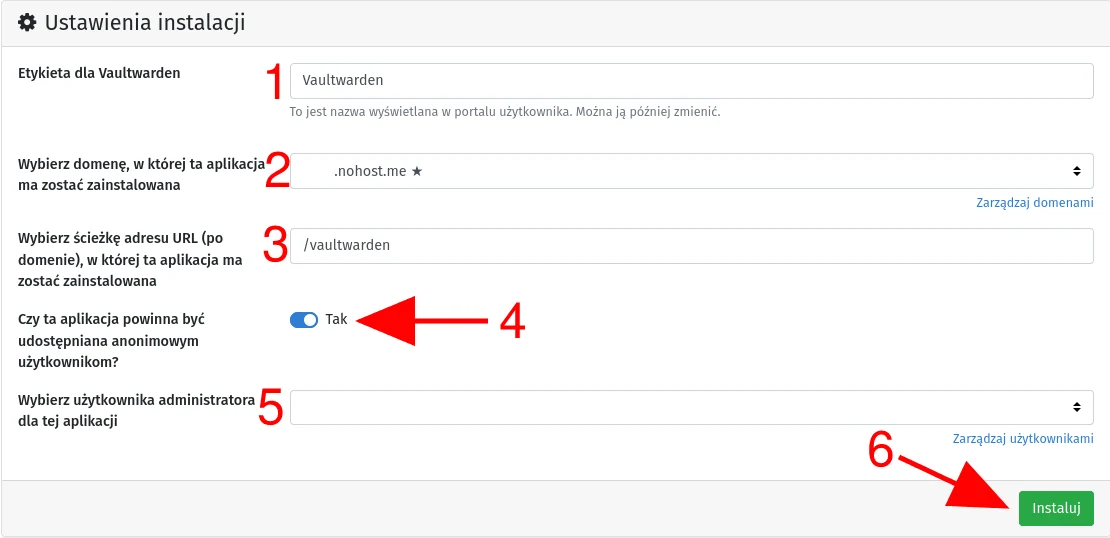 Ustawienia instalacji
Etykieta dla Vaultwarden
1
Vaultwarden
To jest nazwa wyświetlana w portalu użytkownika. Można ją później zmienić.
Wybierz domenę, w której ta aplikacja
ma zostać zainstalowana
2
.nohost.me ★
Zarządzaj domenami
Wybierz ścieżkę adresu URL (po
domenie), w której ta aplikacja ma
zostać zainstalowana
3
/vaultwarden
Czy ta aplikacja powinna być
udostępniana anonimowym
użytkownikom?
Tak
4
Wybierz użytkownika administratora
dla tej aplikacji
5
Zarządzaj użytkownikami
6
Instaluj